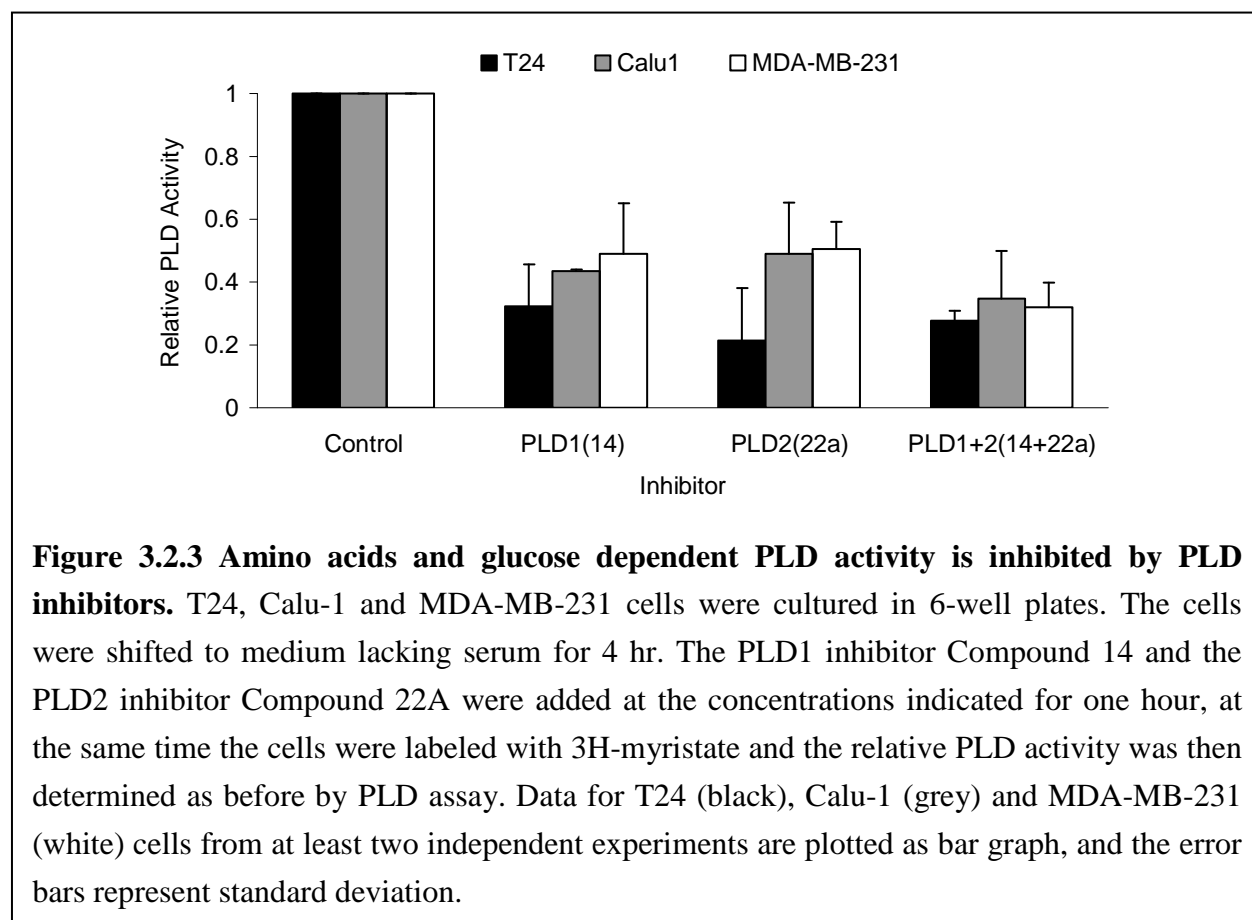 T24 Calu1 MDA-MB-231
1
0.8
0.6
0.4
0.2
0
Relative PLD Activity
Control PLD1(14) PLD2(22a) PLD1+2(14+22a)
Inhibitor
Figure 3.2.3 Amino acids and glucose dependent PLD activity is inhibited by PLD
inhibitors. T24, Calu-1 and MDA-MB-231 cells were cultured in 6-well plates. The cells
were shifted to medium lacking serum for 4 hr. The PLD1 inhibitor Compound 14 and the
PLD2 inhibitor Compound 22A were added at the concentrations indicated for one hour, at
the same time the cells were labeled with 3H-myristate and the relative PLD activity was then
determined as before by PLD assay. Data for T24 (black), Calu-1 (grey) and MDA-MB-231
(white) cells from at least two independent experiments are plotted as bar graph, and the error
bars represent standard deviation.